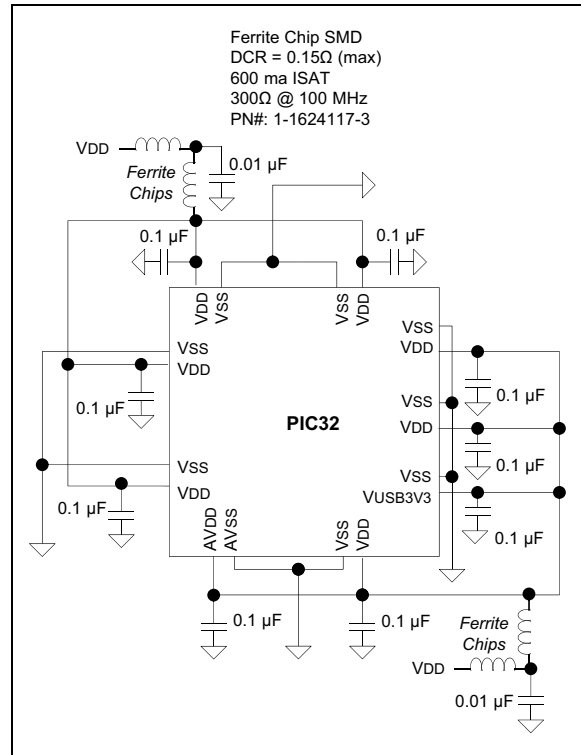 Ferrite Chip SMD
DCR = 0.15Ω (max)
600 ma ISAT
300Ω @ 100 MHz
PN#: 1-1624117-3
VDD
Ferrite
Chips
0.01 µF
0.1 µF
0.1 µF
VDD
VSS
VSS
VDD
VSS
VDD
0.1 µF
VSS
VDD
0.1 µF
PIC32
VSS
VDD
0.1 µF
VSS
VDD
0.1 µF
VSS
VUSB3V3
0.1 µF
AVDD
AVSS
VSS
VDD
0.1 µF
0.1 µF
Ferrite
Chips
VDD
0.01 µF